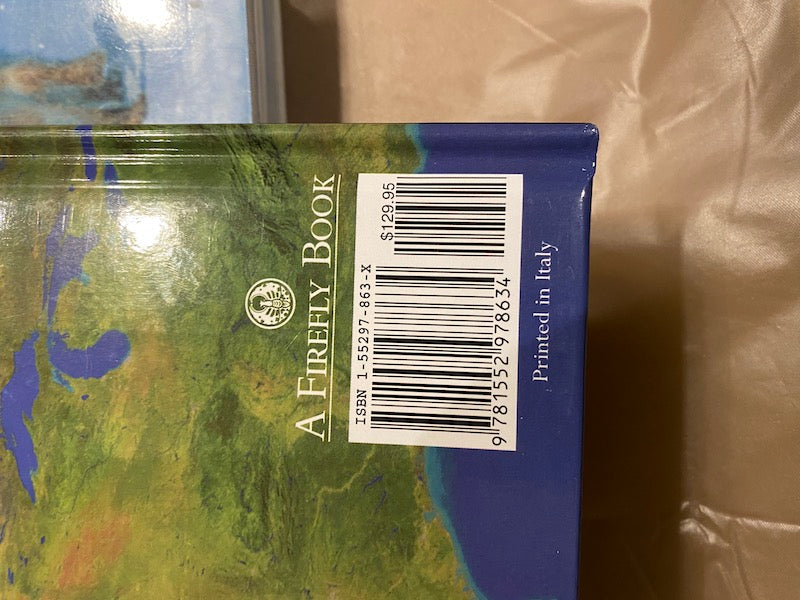 A FIREFLY BOOK
$129.95
ISBN 1-55297-863-X
9 781552 978634
Printed in Italy